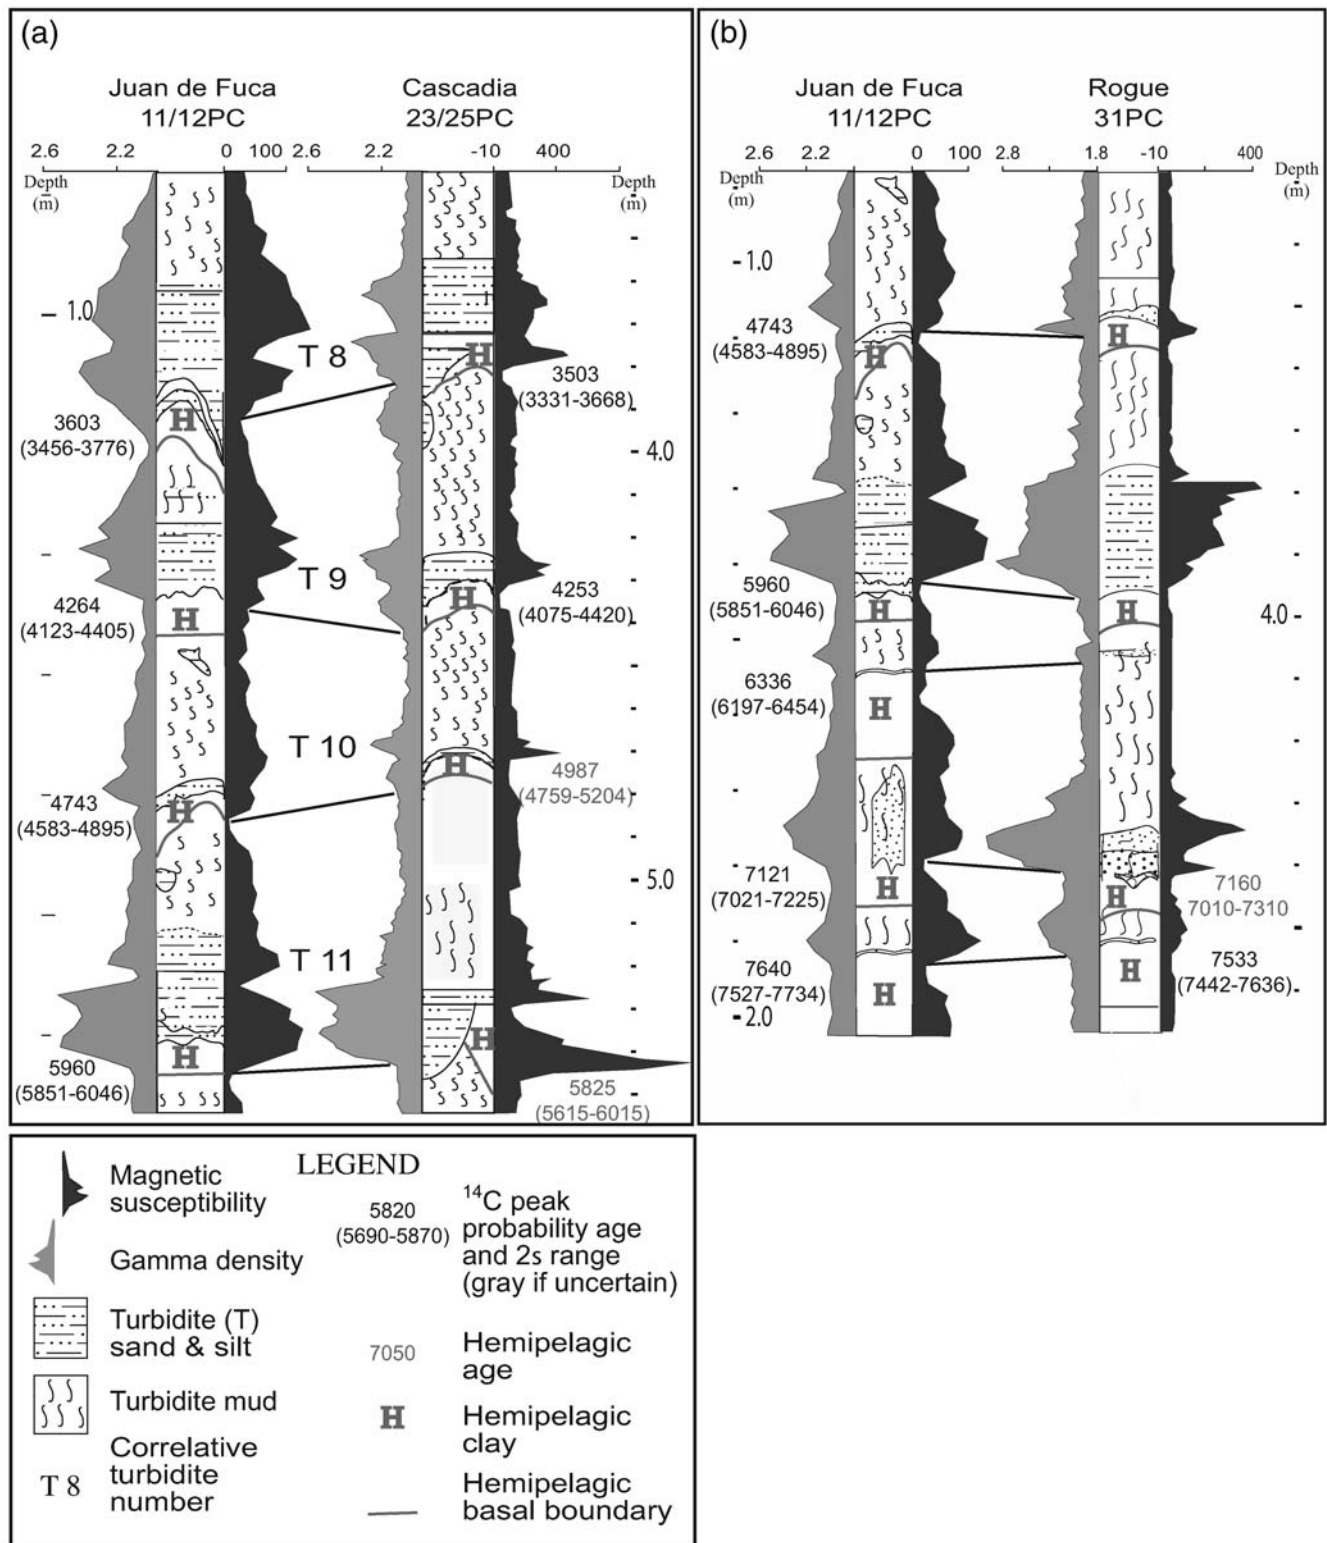 (a)
Juan de Fuca
11/12PC
Cascadia
23/25PC
2.6 2.2 0 100 2.6 2.2 -10 400
Depth
(m)
Depth
(m)
1.0
T 8
H
H
3503
(3331-3668)
3603
(3456-3776)
4.0
T 9
H
H
4264
(4123-4405)
4253
(4075-4420)
T 10
H
H
4743
(4583-4895)
4987
(4759-5204)
5.0
T 11
H
H
5960
(5851-6046)
5825
(5615-6015)
(b)
Juan de Fuca
11/12PC
Rogue
31PC
2.6 2.2 0 100 2.8 1.8 -10 400
Depth
(m)
Depth
(m)
1.0
4743
(4583-4895)
H
H
5960
(5851-6046)
H
H
4.0
6336
(6197-6454)
H
7121
(7021-7225)
H
H
7160
7010-7310
7640
(7527-7734)
H
H
7533
(7442-7636)
2.0
LEGEND
Magnetic
susceptibility
Gamma density
Turbidite (T)
sand & silt
Turbidite mud
T 8
Correlative
turbidite
number
5820
(5690-5870)
14C peak
probability age
and 2s range
(gray if uncertain)
7050
Hemipelagic
age
H
Hemipelagic
clay
Hemipelagic
basal boundary